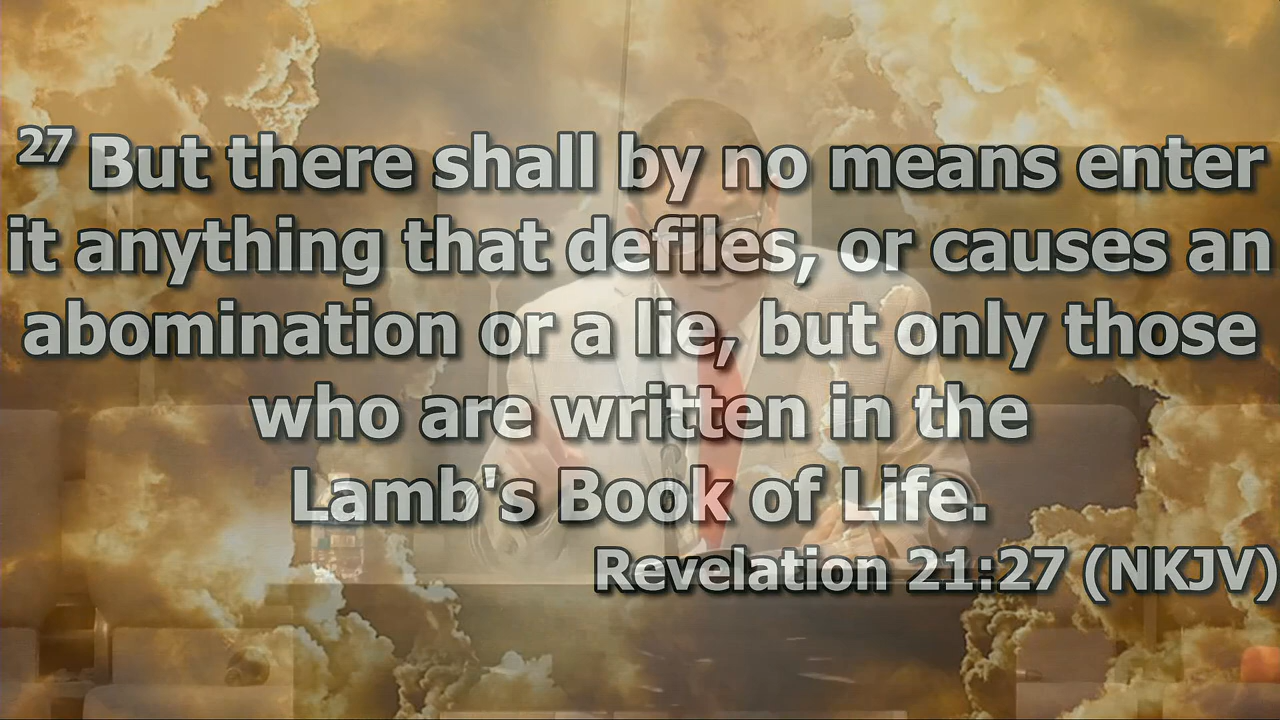 27 But there shall by no means enter
it anything that defiles, or causes an
abomination or a lie, but only those
who are written in the
Lamb's Book of Life.
Revelation 21:27 (NKJV)